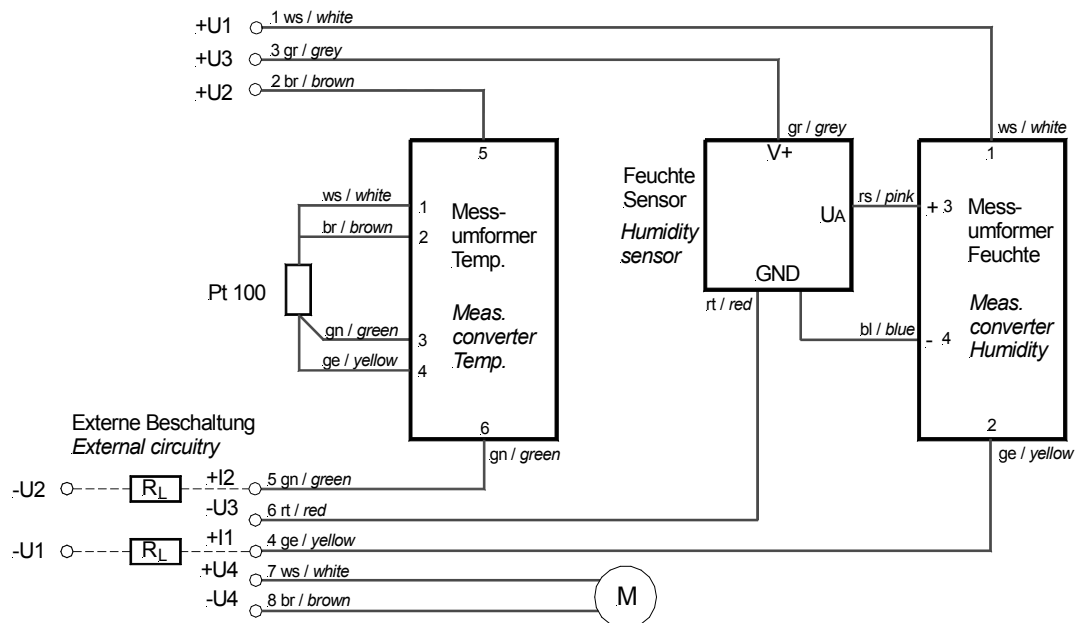 +U1 1 ws / white
+U3 3 gr / grey
+U2 2 br / brown
gr / grey
ws / white
5
V+
1
Feuchte
Sensor
Humidity
sensor
UA
rs / pink
+ 3
Mess-
umformer
Feuchte
Meas.
converter
Humidity
ws / white
1
br / brown
2
Mess-
umformer
Temp.
Meas.
converter
Temp.
Pt 100
GND
rt / red
gn / green
3
ge / yellow
4
bl / blue
- 4
6
2
gn / green
ge / yellow
Externe Beschaltung
External circuitry
-U2 RL +I2 5 gn / green
-U3 6 rt / red
-U1 RL +I1 4 ge / yellow
+U4 7 ws / white
-U4 8 br / brown
M